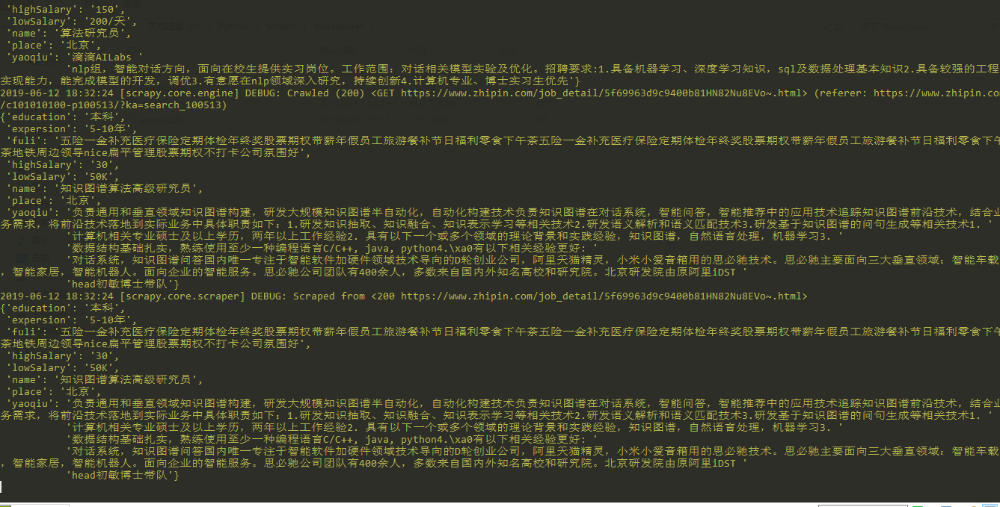 'highSalary': '150',
'lowSalary': '200/天',
'name': '算法研究员',
'place': '北京',
'yaoqiu': '滴滴AILabs '
'nlp组，智能对话方向，面向在校生提供实习岗位。工作范围：对话相关模型实验及优化。招聘要求:1.具备机器学习、深度学习知识，sql及数据处理基本知识2.具备较强的工程
实现能力，能完成模型的开发，调优3.有意愿在nlp领域深入研究，持续创新4.计算机专业、博士实习生优先'}
2019-06-12 18:32:24 [scrapy.core.engine] DEBUG: Crawled (200) <GET https://www.zhipin.com/job_detail/5f69963d9c9400b81HN82Nu8EVo~.html> (referer: https://www.zhipin.com
/c101010100-p100513/?ka=search_100513)
{'education': '本科',
'expersion': '5-10年',
'fuli': '五险一金补充医疗保险定期体检年终奖股票期权带薪年假员工旅游餐补节日福利零食下午茶五险一金补充医疗保险定期体检年终奖股票期权带薪年假员工旅游餐补节日福利零食下午
茶地铁周边领导nice扁平管理股票期权不打卡公司氛围好',
'highSalary': '30',
'lowSalary': '50K',
'name': '知识图谱算法高级研究员',
'place': '北京',
'yaoqiu': '负责通用和垂直领域知识图谱构建，研发大规模知识图谱半自动化，自动化构建技术负责知识图谱在对话系统，智能问答，智能推荐中的应用技术追踪知识图谱前沿技术，结合业
务需求，将前沿技术落地到实际业务中具体职责如下：1.研发知识抽取、知识融合、知识表示学习等相关技术2.研发语义解析和语义匹配技术3.研发基于知识图谱的问句生成等相关技术1. '
'计算机相关专业硕士及以上学历，两年以上工作经验2. 具有以下一个或多个领域的理论背景和实践经验，知识图谱，自然语言处理，机器学习3. '
'数据结构基础扎实，熟练使用至少一种编程语言C/C++, java, python4.\xa0有以下相关经验更好: '
'对话系统，知识图谱问答国内唯一专注于智能软件加硬件领域技术导向的D轮创业公司，阿里天猫精灵，小米小爱音箱用的思必驰技术。思必驰主要面向三大垂直领域：智能车载
，智能家居，智能机器人。面向企业的智能服务。思必驰公司团队有400余人，多数来自国内外知名高校和研究院。北京研发院由原阿里iDST '
'head初敏博士带队'}
2019-06-12 18:32:24 [scrapy.core.scraper] DEBUG: Scraped from <200 https://www.zhipin.com/job_detail/5f69963d9c9400b81HN82Nu8EVo~.html>
{'education': '本科',
'expersion': '5-10年',
'fuli': '五险一金补充医疗保险定期体检年终奖股票期权带薪年假员工旅游餐补节日福利零食下午茶五险一金补充医疗保险定期体检年终奖股票期权带薪年假员工旅游餐补节日福利零食下午
茶地铁周边领导nice扁平管理股票期权不打卡公司氛围好',
'highSalary': '30',
'lowSalary': '50K',
'name': '知识图谱算法高级研究员',
'place': '北京',
'yaoqiu': '负责通用和垂直领域知识图谱构建，研发大规模知识图谱半自动化，自动化构建技术负责知识图谱在对话系统，智能问答，智能推荐中的应用技术追踪知识图谱前沿技术，结合业
务需求，将前沿技术落地到实际业务中具体职责如下：1.研发知识抽取、知识融合、知识表示学习等相关技术2.研发语义解析和语义匹配技术3.研发基于知识图谱的问句生成等相关技术1. '
'计算机相关专业硕士及以上学历，两年以上工作经验2. 具有以下一个或多个领域的理论背景和实践经验，知识图谱，自然语言处理，机器学习3. '
'数据结构基础扎实，熟练使用至少一种编程语言C/C++, java, python4.\xa0有以下相关经验更好: '
'对话系统，知识图谱问答国内唯一专注于智能软件加硬件领域技术导向的D轮创业公司，阿里天猫精灵，小米小爱音箱用的思必驰技术。思必驰主要面向三大垂直领域：智能车载
，智能家居，智能机器人。面向企业的智能服务。思必驰公司团队有400余人，多数来自国内外知名高校和研究院。北京研发院由原阿里iDST '
'head初敏博士带队'}